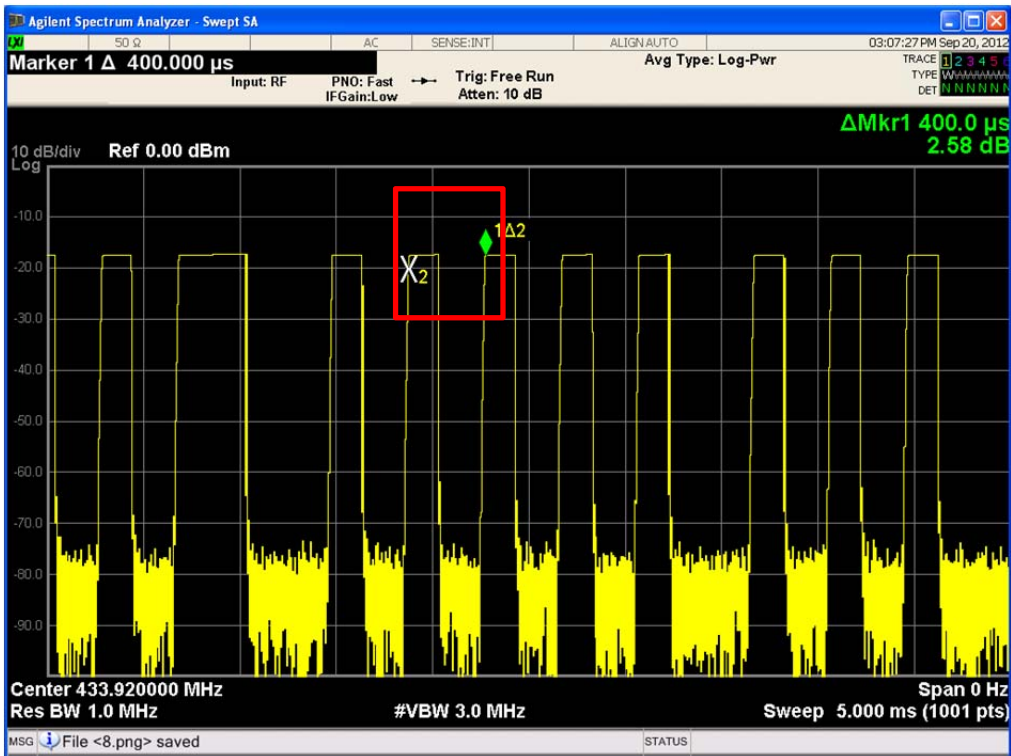 Agilent Spectrum Analyzer - Swept SA
LXI 50 Ω AC SENSE:INT ALIGN AUTO 03:07:27 PM Sep 20, 2012
Marker 1 Δ 400.000 µs Avg Type: Log-Pwr TRACE 1 2 3 4 5 6
Input: RF PNO: Fast Trig: Free Run TYPE
IFGain:Low Atten: 10 dB DET N N N N N N
ΔMkr1 400.0 µs
10 dB/div Ref 0.00 dBm 2.58 dB
Log
-10.0
1Δ2
-20.0
X2
-30.0
-40.0
-50.0
-60.0
-70.0
-80.0
-90.0
Center 433.920000 MHz Span 0 Hz
Res BW 1.0 MHz #VBW 3.0 MHz Sweep 5.000 ms (1001 pts)
MSG File <8.png> saved STATUS